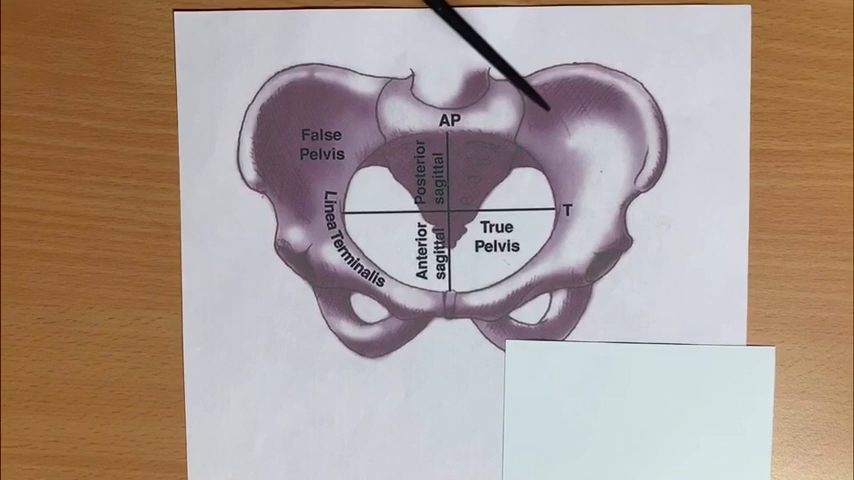 AP
False
Pelvis
Posterior
sagittal
Linea Terminalis
T
True
Pelvis
Anterior
sagittal